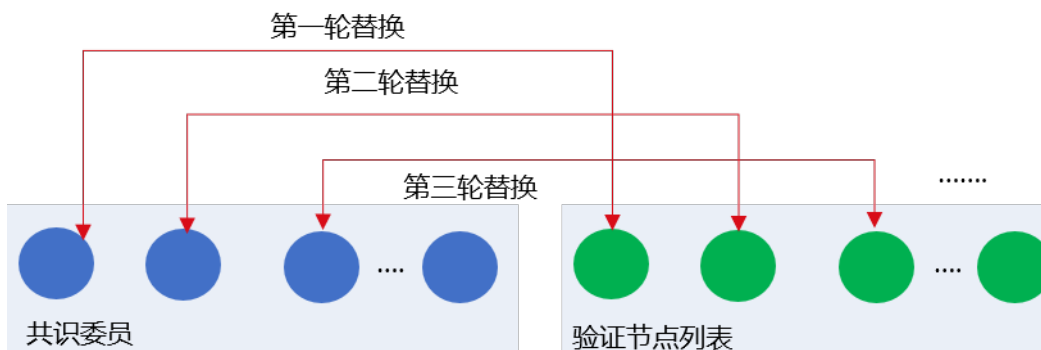 第一轮替换
第二轮替换
第三轮替换
.......
....
....
共识委员
验证节点列表